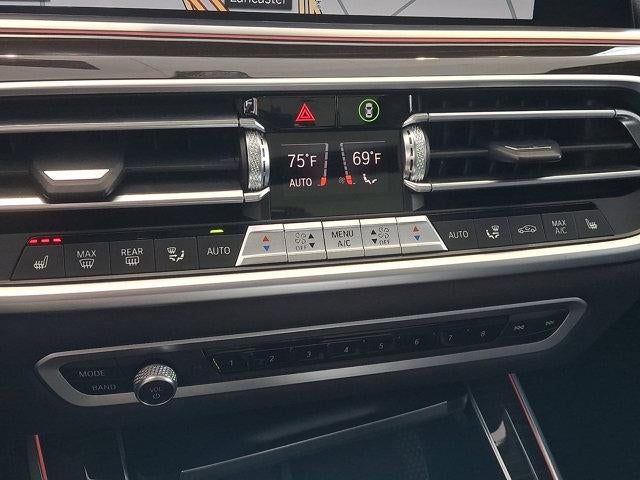 Lancaster
75°F 69°F
AUTO
MAX REAR AUTO OFF MENU A/C OFF AUTO MAX A/C
MODE 1 2 3 4 5 6 7 8
BAND VOL